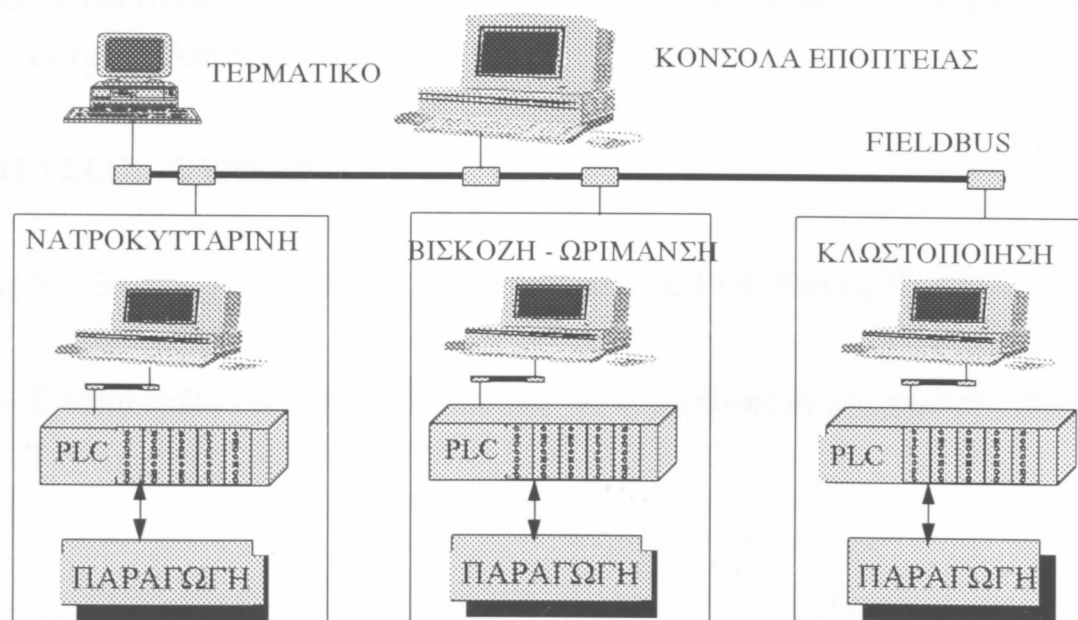 ΤΕΡΜΑΤΙΚΟ
ΚΟΝΣΟΛΑ ΕΠΟΠΤΕΙΑΣ
FIELDBUS
ΝΑΤΡΟΚΥΤΤΑΡΙΝΗ
ΒΙΣΚΟΖΗ - ΩΡΙΜΑΝΣΗ
ΚΛΩΣΤΟΠΟΙΗΣΗ
PLC
PLC
PLC
ΠΑΡΑΓΩΓΗ
ΠΑΡΑΓΩΓΗ
ΠΑΡΑΓΩΓΗ